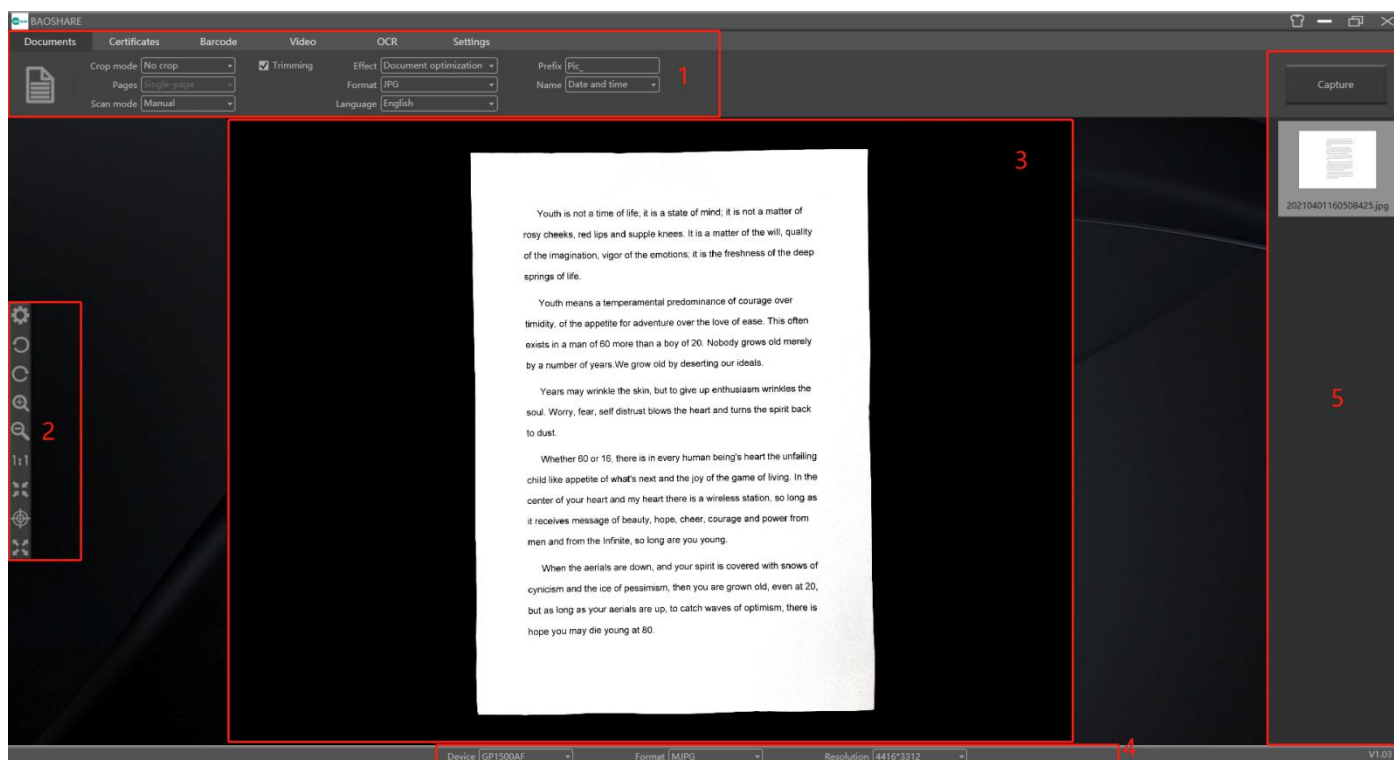 BAOSHARE
Documents Certificates Barcode Video OCR Settings
Crop mode No crop Trimming Effect Document optimization Prefix Pic_
Pages Single-page Format JPG Name Date and time
Scan mode Manual Language English
1
Capture
20210401160508425.jpg
3
Youth is not a time of life; it is a state of mind; it is not a matter of
rosy cheeks, red lips and supple knees. It is a matter of the will, quality
of the imagination, vigor of the emotions; it is the freshness of the deep
springs of life.
Youth means a temperamental predominance of courage over
timidity, of the appetite for adventure over the love of ease. This often
exists in a man of 60 more than a boy of 20. Nobody grows old merely
by a number of years.We grow old by deserting our ideals.
Years may wrinkle the skin, but to give up enthusiasm wrinkles the
soul. Worry, fear, self distrust blows the heart and turns the spirit back
to dust.
Whether 60 or 16, there is in every human being's heart the unfailing
child like appetite of what's next and the joy of the game of living. In the
center of your heart and my heart there is a wireless station, so long as
it receives message of beauty, hope, cheer, courage and power from
men and from the Infinite, so long are you young.
When the aerials are down, and your spirit is covered with snows of
cynicism and the ice of pessimism, then you are grown old, even at 20,
but as long as your aerials are up, to catch waves of optimism, there is
hope you may die young at 80.
2
1:1
5
Device GP1500AF Format MJPG Resolution 4416*3312
4
V1.03